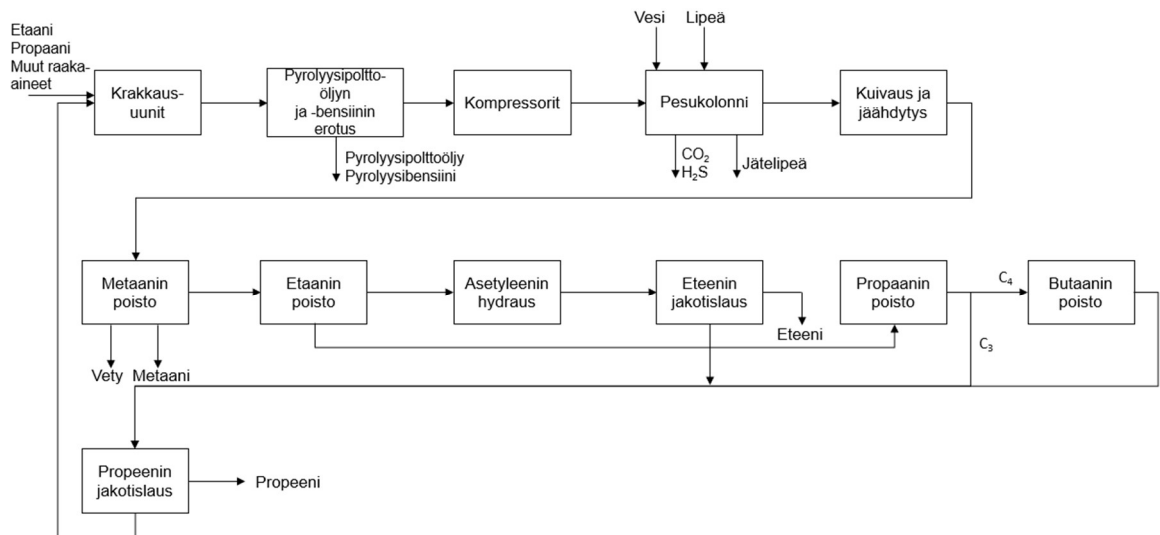 Etaani
Propaani
Muut raaka-
aineet
Krakkaus-
uunit
Pyrolyysipoltto-
öljyn
ja -bensiinin
erotus
Pyrolyysipolttoöljy
Pyrolyysibensiini
Kompressorit
Vesi
Lipeä
Pesukolonni
CO₂
H₂S
Jätelipeä
Kuivaus ja
jäähdytys
Metaanin
poisto
Vety
Metaani
Etaanin
poisto
Asetyleenin
hydraus
Eteenin
jakotislaus
Eteeni
Propaanin
poisto
C₄
C₃
Butaanin
poisto
Propeenin
jakotislaus
Propeeni